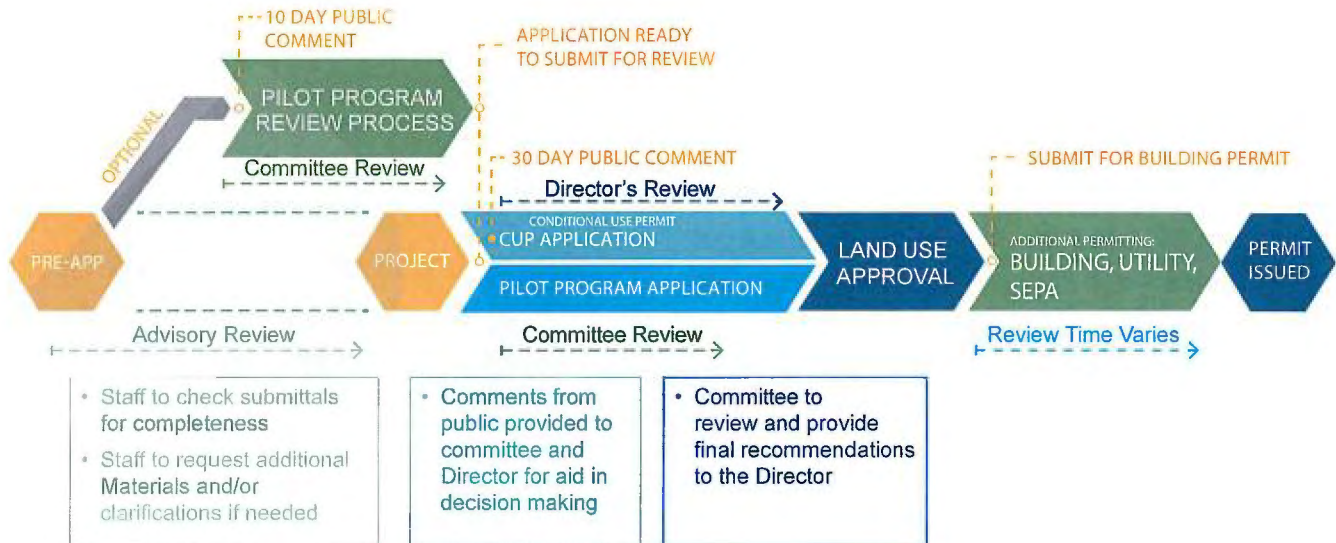 10 DAY PUBLIC
COMMENT
APPLICATION READY
TO SUBMIT FOR REVIEW
PILOT PROGRAM
REVIEW PROCESS
OPTIONAL
Committee Review
30 DAY PUBLIC COMMENT
SUBMIT FOR BUILDING PERMIT
Director's Review
PRE-APP
PROJECT
CONDITIONAL USE PERMIT
CUP APPLICATION
PILOT PROGRAM APPLICATION
LAND USE
APPROVAL
ADDITIONAL PERMITTING:
BUILDING, UTILITY,
SEPA
PERMIT
ISSUED
Advisory Review
Committee Review
Review Time Varies
• Staff to check submittals
for completeness
• Staff to request additional
Materials and/or
clarifications if needed
• Comments from
public provided to
committee and
Director for aid in
decision making
• Committee to
review and provide
final recommendations
to the Director